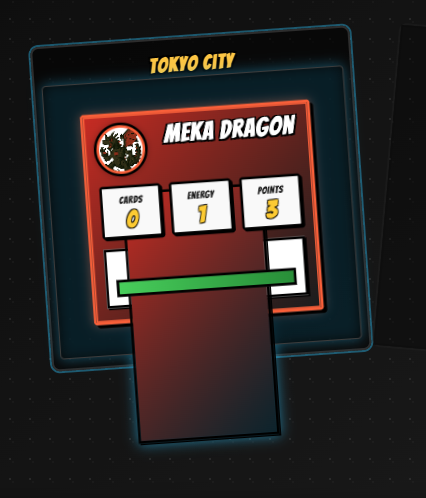 TOKYO CITY
MEKA DRAGON
CARDS
0
ENERGY
1
POINTS
3